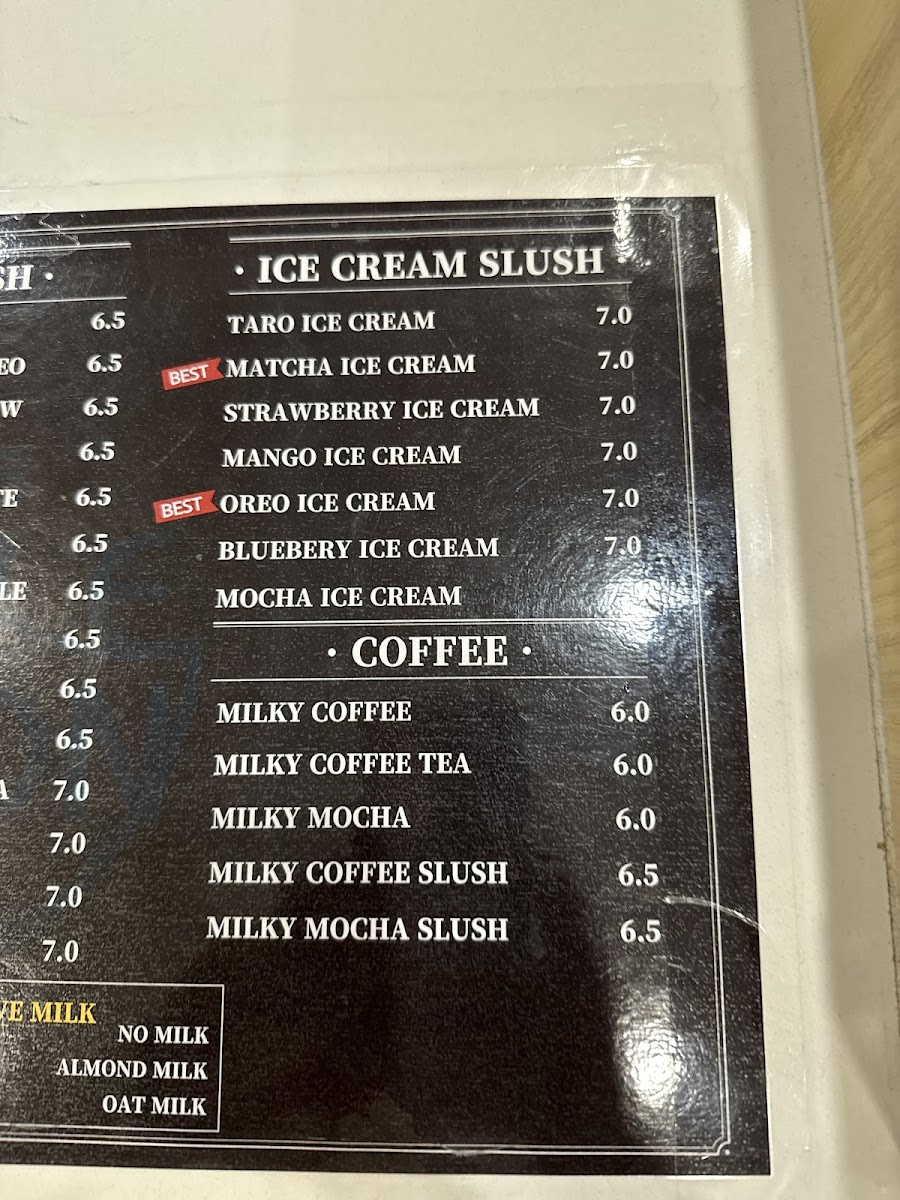 SH ·
6.5
EO 6.5
W 6.5
6.5
TE 6.5
6.5
LE 6.5
6.5
6.5
6.5
A 7.0
7.0
7.0
7.0
VE MILK
NO MILK
ALMOND MILK
OAT MILK
· ICE CREAM SLUSH ·
TARO ICE CREAM 7.0
BEST MATCHA ICE CREAM 7.0
STRAWBERRY ICE CREAM 7.0
MANGO ICE CREAM 7.0
BEST OREO ICE CREAM 7.0
BLUEBERY ICE CREAM 7.0
MOCHA ICE CREAM
· COFFEE ·
MILKY COFFEE 6.0
MILKY COFFEE TEA 6.0
MILKY MOCHA 6.0
MILKY COFFEE SLUSH 6.5
MILKY MOCHA SLUSH 6.5